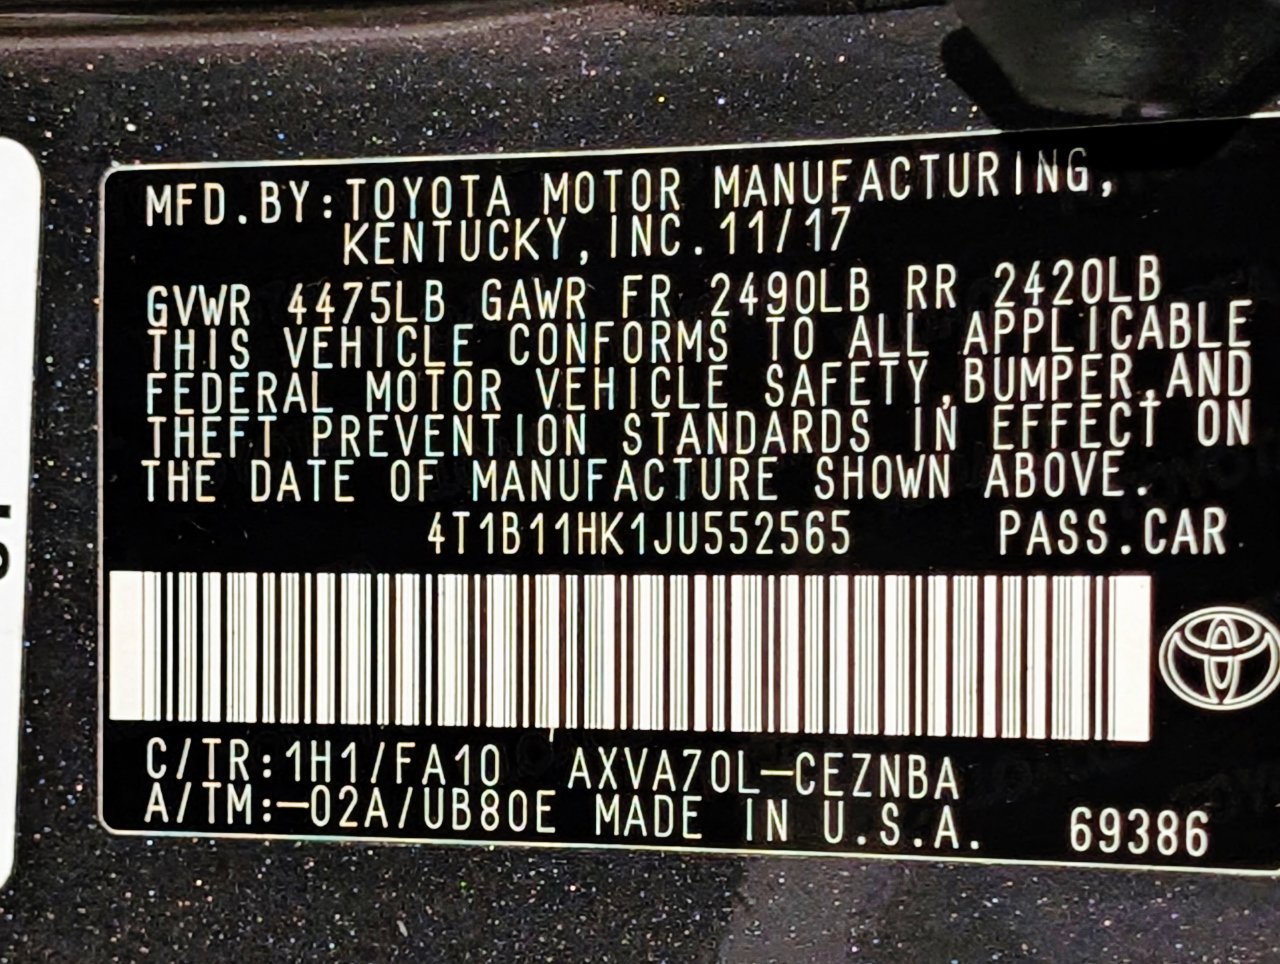 MFD.BY:TOYOTA MOTOR MANUFACTURING,
KENTUCKY,INC.11/17
GVWR 4475LB GAWR FR 2490LB RR 2420LB
THIS VEHICLE CONFORMS TO ALL APPLICABLE
FEDERAL MOTOR VEHICLE SAFETY,BUMPER,AND
THEFT PREVENTION STANDARDS IN EFFECT ON
THE DATE OF MANUFACTURE SHOWN ABOVE.
4T1B11HK1JU552565 PASS.CAR
C/TR:1H1/FA10 AXVA70L-CEZNBA
A/TM:-02A/UB80E MADE IN U.S.A. 69386